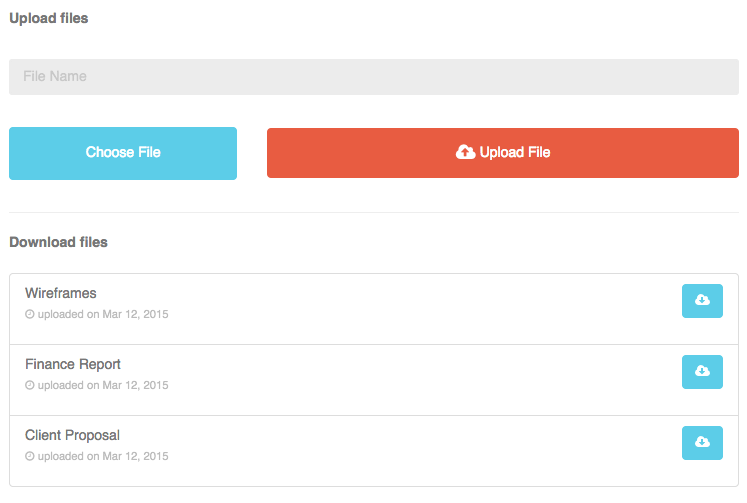 Upload files
File Name
Choose File
Upload File
Download files
Wireframes
uploaded on Mar 12, 2015
Finance Report
uploaded on Mar 12, 2015
Client Proposal
uploaded on Mar 12, 2015